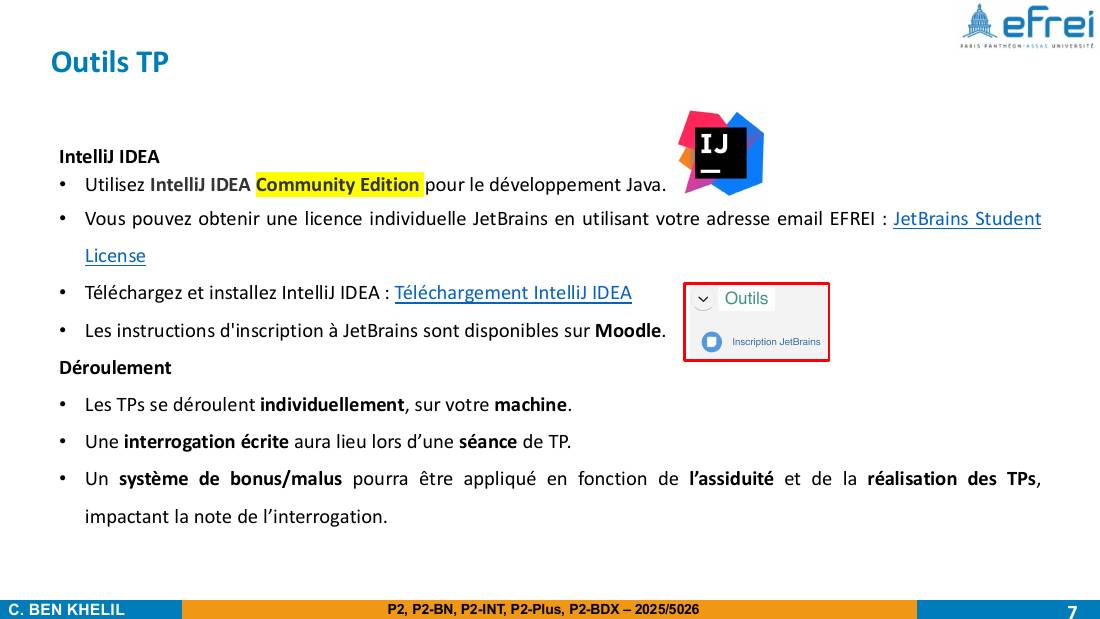 efrei
PARIS PANTHÉON-ASSAS UNIVERSITÉ
Outils TP
IJ
IntelliJ IDEA
• Utilisez IntelliJ IDEA Community Edition pour le développement Java.
• Vous pouvez obtenir une licence individuelle JetBrains en utilisant votre adresse email EFREI : JetBrains Student
License
• Téléchargez et installez IntelliJ IDEA : Téléchargement IntelliJ IDEA
Outils
• Les instructions d'inscription à JetBrains sont disponibles sur Moodle.
Inscription JetBrains
Déroulement
• Les TPs se déroulent individuellement, sur votre machine.
• Une interrogation écrite aura lieu lors d’une séance de TP.
• Un système de bonus/malus pourra être appliqué en fonction de l’assiduité et de la réalisation des TPs,
impactant la note de l’interrogation.
C. BEN KHELIL
P2, P2-BN, P2-INT, P2-Plus, P2-BDX – 2025/5026
7